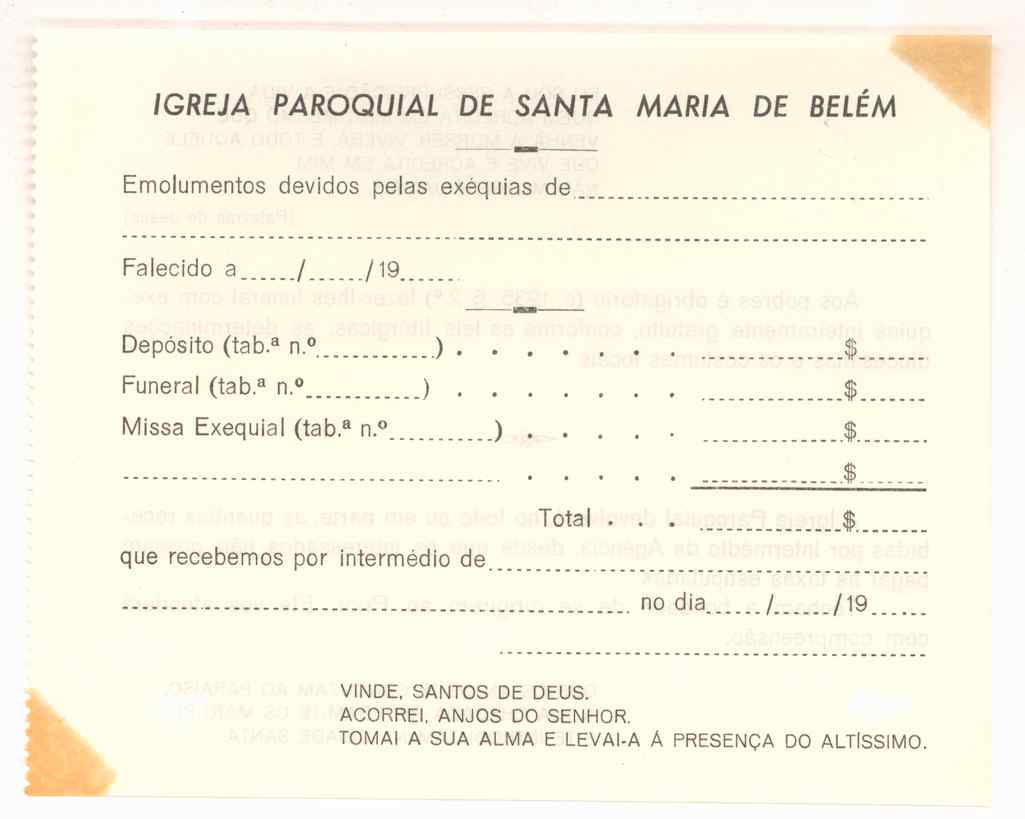 IGREJA PAROQUIAL DE SANTA MARIA DE BELÉM
Emolumentos devidos pelas exéquias de
Falecido a ...../....../19......
Depósito (tab.ª n.º............) . . . . . . . $
Funeral (tab.ª n.º............) . . . . . . . $
Missa Exequial (tab.ª n.º...........) . . . . . $
. . . . . $
Total . . . $
que recebemos por intermédio de
no dia....../....../19......
VINDE, SANTOS DE DEUS.
ACORREI, ANJOS DO SENHOR.
TOMAI A SUA ALMA E LEVAI-A Á PRESENÇA DO ALTÍSSIMO.